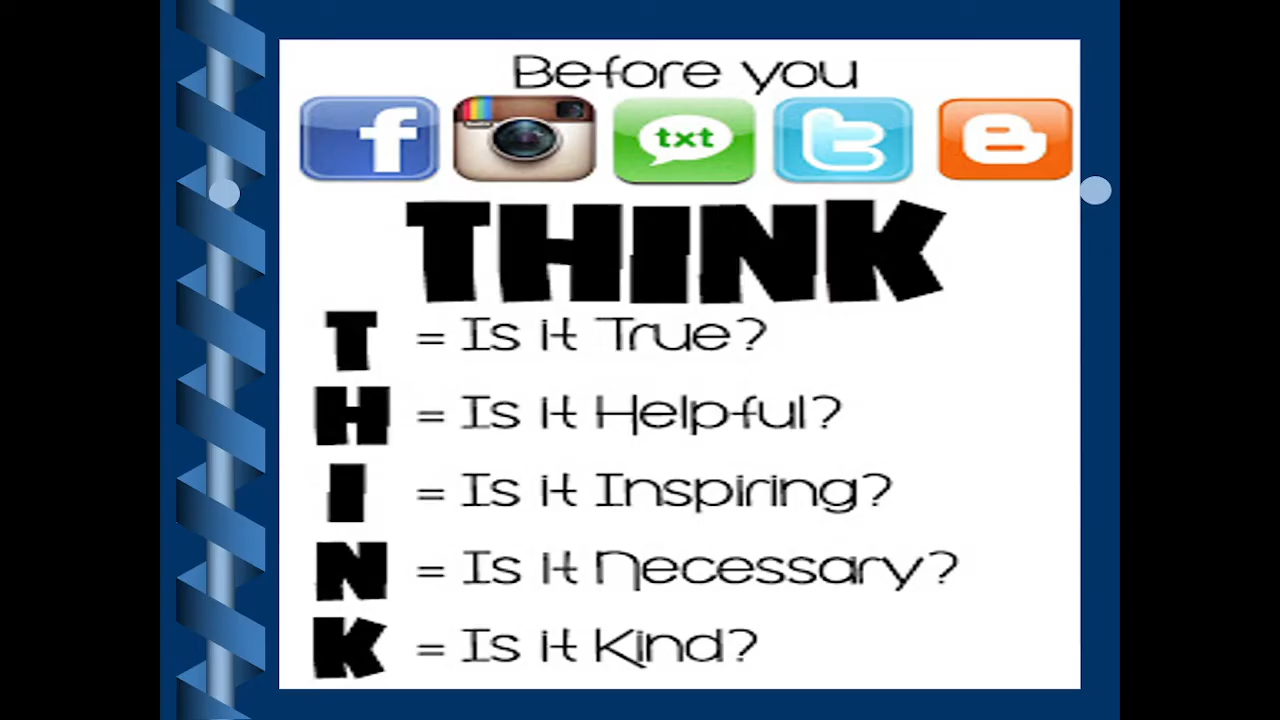 Before you
f txt t B
THINK
T = Is it True?
H = Is it Helpful?
I = Is it Inspiring?
N = Is it Necessary?
K = Is it Kind?